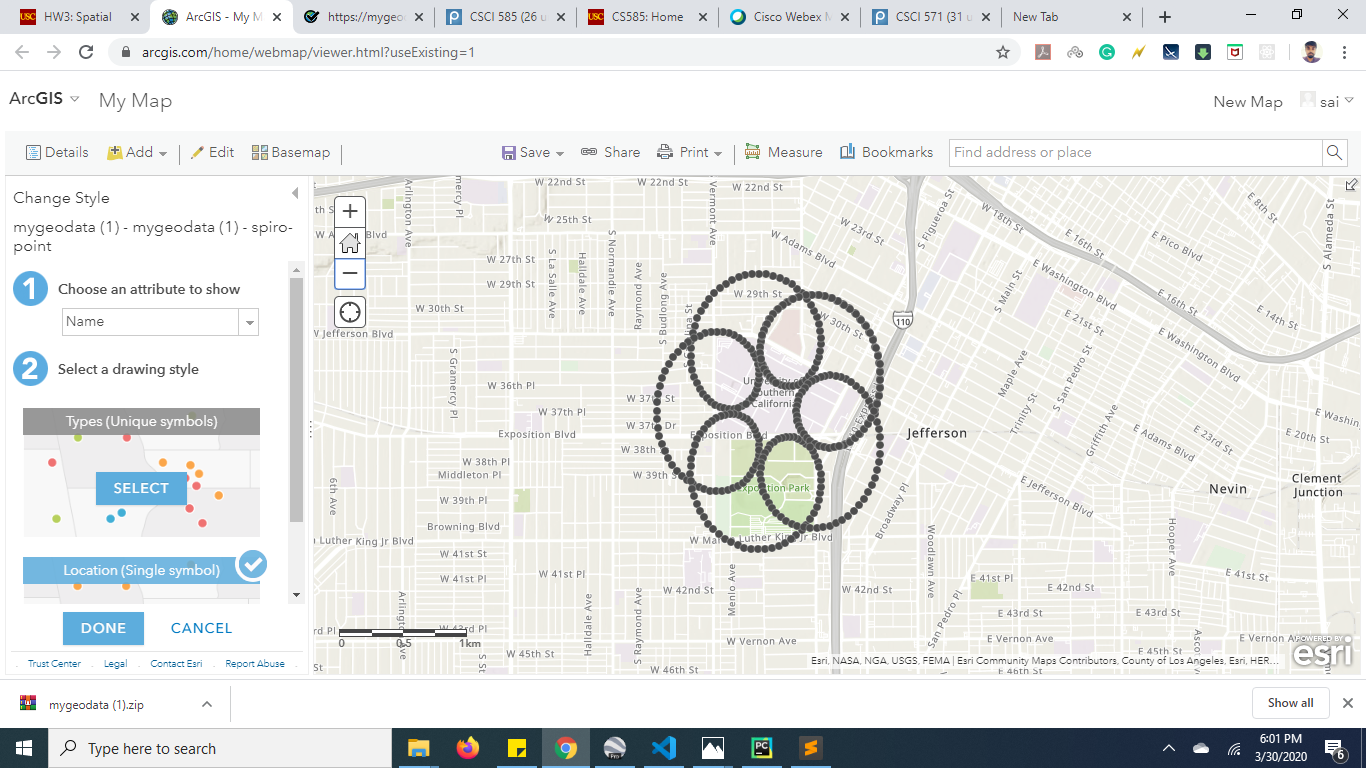 HW3: Spatial
ArcGIS - My M
https://mygeo
CSCI 585 (26 u
CS585: Home
Cisco Webex M
CSCI 571 (31 u
New Tab
arcgis.com/home/webmap/viewer.html?useExisting=1
ArcGIS
My Map
New Map
sai
Details
Add
Edit
Basemap
Save
Share
Print
Measure
Bookmarks
Find address or place
Change Style
mygeodata (1) - mygeodata (1) - spiro-
point
1
Choose an attribute to show
Name
2
Select a drawing style
Types (Unique symbols)
SELECT
Location (Single symbol)
DONE
CANCEL
Trust Center
Legal
Contact Esri
Report Abuse
W 22nd St
W 22nd St
W 22nd St
W 25th St
W 23rd St
W Adams Blvd
W 27th St
W 29th St
W 29th St
W 30th St
W 30th St
W Jefferson Blvd
W 36th Pl
W 37th St
W 37th Pl
W 37th Dr
Exposition Blvd
Exposition Blvd
W 38th Pl
W 38th St
Middleton Pl
W 39th St
W 39th Pl
Browning Blvd
Luther King Jr Blvd
Luther King Jr Blvd
W 41st St
W 41st Pl
W 41st Pl
W 42nd St
W 42nd St
W 43rd Pl
W Vernon Ave
W 45th St
W 46th St
Arlington Ave
S La Salle Ave
Halldale Ave
S Normandie Ave
Raymond Ave
S Budlong Ave
S Vermont Ave
S Gramercy Pl
6th Ave
Halldale Ave
S Raymond Ave
Menlo Ave
University of
Southern
California
Exposition Park
110
Jefferson
Nevin
Clement
Junction
S Figueroa St
W 18th St
E 16th St
E Pico Blvd
E 8th St
S Alameda St
S Main St
E Washington Blvd
E 21st St
E 16th St
E 14th St
E Washington Blvd
Maple Ave
S San Pedro St
Trinity St
Griffith Ave
E Adams Blvd
E 23rd St
E 20th St
E Jefferson Blvd
Broadway Pl
Woodlawn Ave
Hooper Ave
E 41st Pl
E 41st St
E 42nd St
E 43rd St
E 43rd St
San Pedro Pl
E Vernon Ave
E Vernon A
E 45th St
E 46th St
0
0.5
1km
Esri, NASA, NGA, USGS, FEMA | Esri Community Maps Contributors, County of Los Angeles, Esri, HER...
POWERED BY
esri
mygeodata (1).zip
Show all
Type here to search
6:01 PM
3/30/2020
6